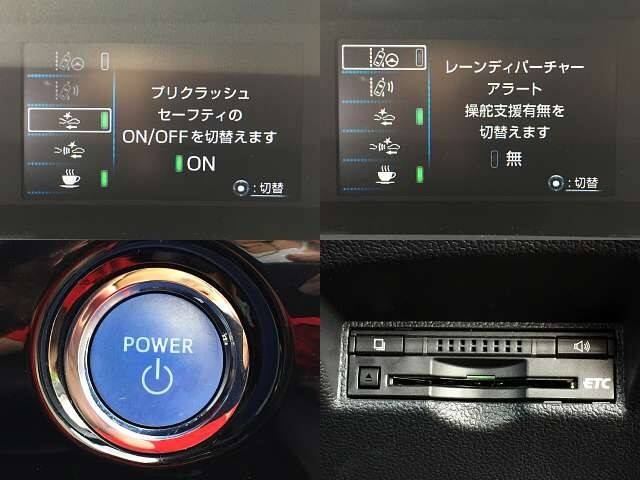 プリクラッシュ
セーフティの
ON/OFFを切替えます
ON
:切替
レーンディパーチャー
アラート
操舵支援有無を
切替えます
無
:切替
POWER
ETC